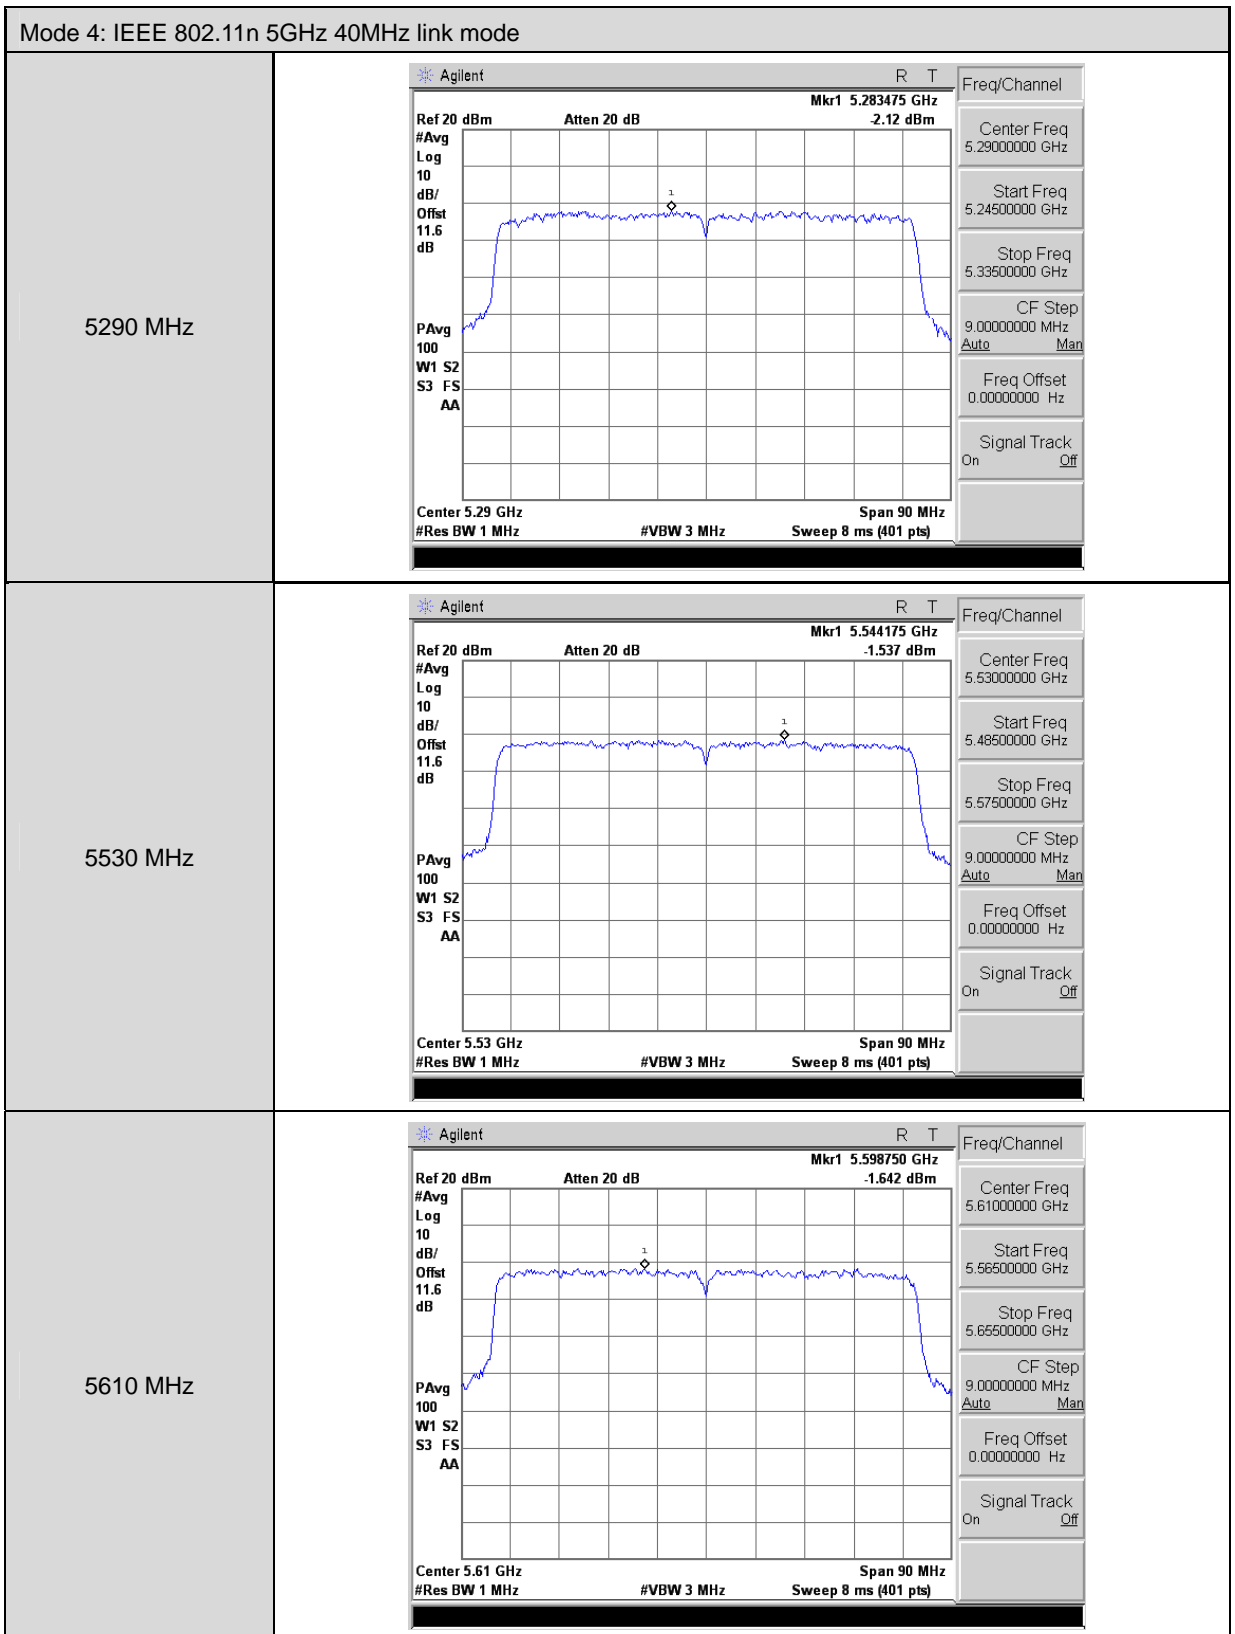 Mode 4: IEEE 802.11n 5GHz 40MHz link mode
5290 MHz
Agilent R T
Mkr1 5.283475 GHz
Ref 20 dBm Atten 20 dB -2.12 dBm
#Avg
Log
10
dB/
Offst
11.6
dB
1
PAvg
100
W1 S2
S3 FS
AA
Center 5.29 GHz Span 90 MHz
#Res BW 1 MHz #VBW 3 MHz Sweep 8 ms (401 pts)
Freq/Channel
Center Freq
5.29000000 GHz
Start Freq
5.24500000 GHz
Stop Freq
5.33500000 GHz
CF Step
9.00000000 MHz
Auto Man
Freq Offset
0.00000000 Hz
Signal Track
On Off
5530 MHz
Agilent R T
Mkr1 5.544175 GHz
Ref 20 dBm Atten 20 dB -1.537 dBm
#Avg
Log
10
dB/
Offst
11.6
dB
1
PAvg
100
W1 S2
S3 FS
AA
Center 5.53 GHz Span 90 MHz
#Res BW 1 MHz #VBW 3 MHz Sweep 8 ms (401 pts)
Freq/Channel
Center Freq
5.53000000 GHz
Start Freq
5.48500000 GHz
Stop Freq
5.57500000 GHz
CF Step
9.00000000 MHz
Auto Man
Freq Offset
0.00000000 Hz
Signal Track
On Off
5610 MHz
Agilent R T
Mkr1 5.598750 GHz
Ref 20 dBm Atten 20 dB -1.642 dBm
#Avg
Log
10
dB/
Offst
11.6
dB
1
PAvg
100
W1 S2
S3 FS
AA
Center 5.61 GHz Span 90 MHz
#Res BW 1 MHz #VBW 3 MHz Sweep 8 ms (401 pts)
Freq/Channel
Center Freq
5.61000000 GHz
Start Freq
5.56500000 GHz
Stop Freq
5.65500000 GHz
CF Step
9.00000000 MHz
Auto Man
Freq Offset
0.00000000 Hz
Signal Track
On Off